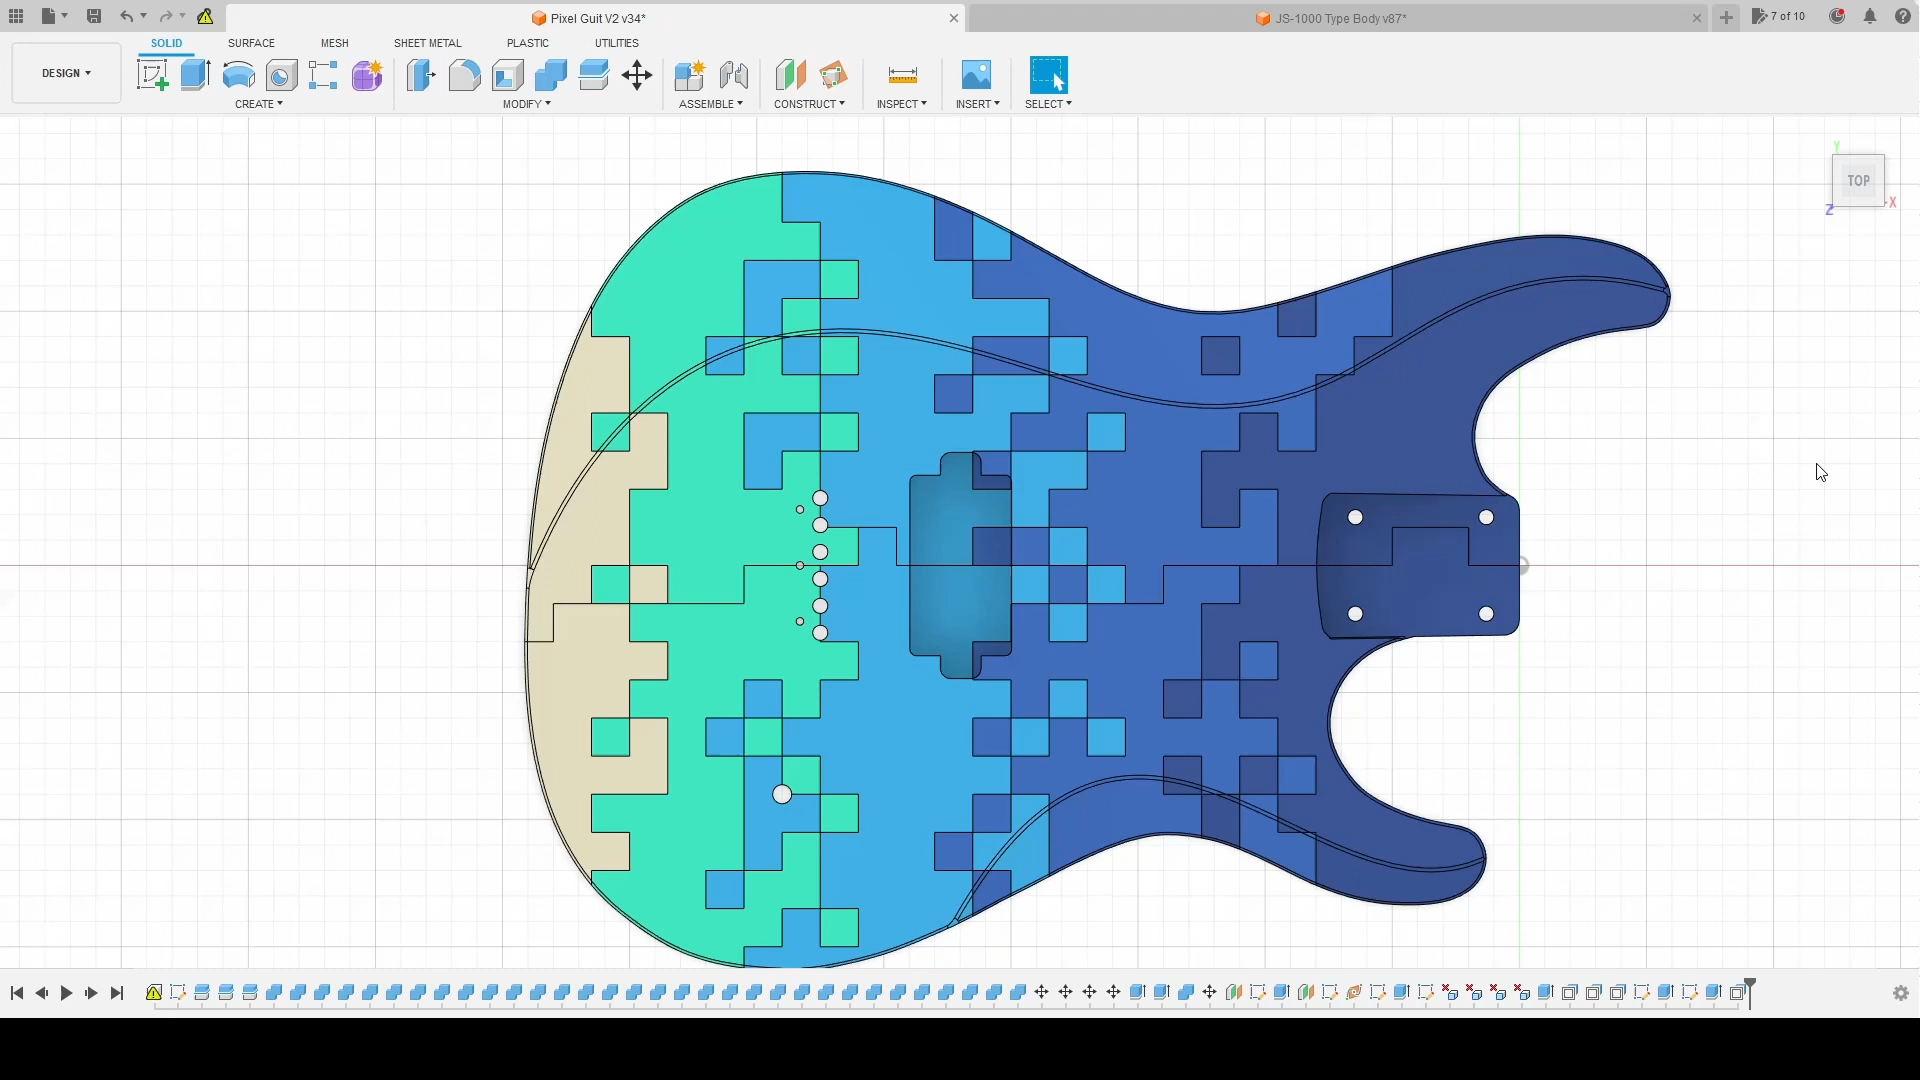 Pixel Guit V2 v34*
JS-1000 Type Body v87*
7 of 10
SOLID
SURFACE
MESH
SHEET METAL
PLASTIC
UTILITIES
DESIGN
CREATE
MODIFY
ASSEMBLE
CONSTRUCT
INSPECT
INSERT
SELECT
Y
TOP
X
Z